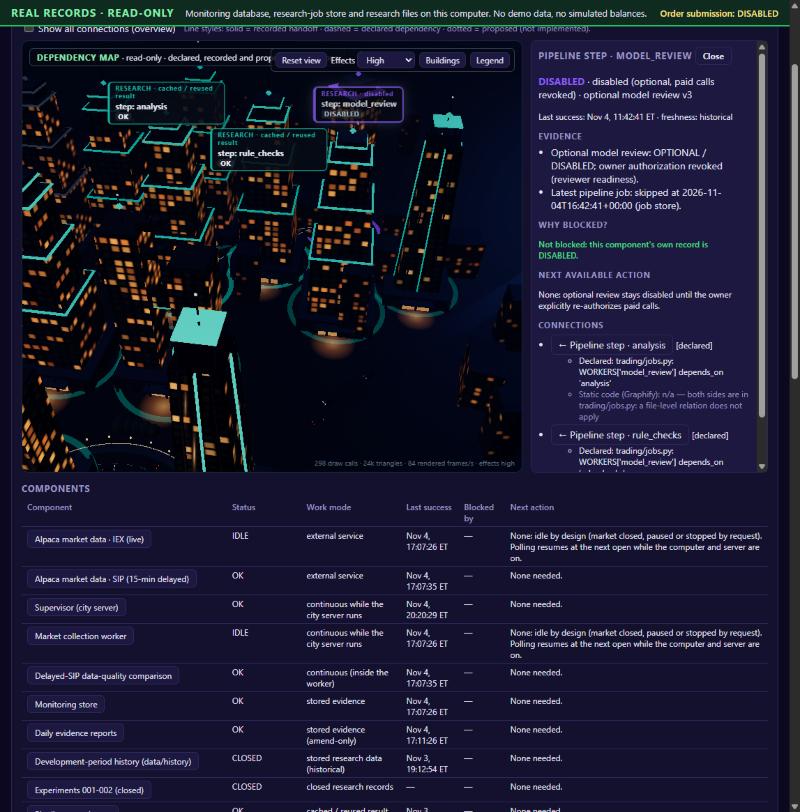 REAL RECORDS · READ-ONLY Monitoring database, research-job store and research files on this computer. No demo data, no simulated balances. Order submission: DISABLED
Show all connections (overview) Line styles: solid = recorded handoff · dashed = declared dependency · dotted = proposed (not implemented).
DEPENDENCY MAP · read-only · declared, recorded and prop
Reset view Effects High Buildings Legend
RESEARCH · cached / reused
result
step: analysis
OK
RESEARCH · disabled
step: model_review
DISABLED
RESEARCH · cached / reused
result
step: rule_checks
OK
298 draw calls · 24k triangles · 84 rendered frames/s · effects high
PIPELINE STEP · MODEL_REVIEW Close
DISABLED · disabled (optional, paid calls
revoked) · optional model review v3
Last success: Nov 4, 11:42:41 ET · freshness: historical
EVIDENCE
• Optional model review: OPTIONAL /
DISABLED; owner authorization revoked
(reviewer readiness).
• Latest pipeline job: skipped at 2026-11-
04T16:42:41+00:00 (job store).
WHY BLOCKED?
Not blocked: this component's own record is
DISABLED.
NEXT AVAILABLE ACTION
None: optional review stays disabled until the owner
explicitly re-authorizes paid calls.
CONNECTIONS
• ← Pipeline step · analysis [declared]
Declared: trading/jobs.py:
WORKERS['model_review'] depends_on
'analysis'
Static code (Graphify): n/a — both sides are in
trading/jobs.py: a file-level relation does not
apply
• ← Pipeline step · rule_checks [declared]
Declared: trading/jobs.py:
WORKERS['model_review'] depends_on
COMPONENTS
Component Status Work mode Last success Blocked
by Next action
Alpaca market data · IEX (live) IDLE external service Nov 4,
17:07:26 ET — None: idle by design (market closed, paused or stopped by request).
Polling resumes at the next open while the computer and server are
on.
Alpaca market data · SIP (15-min delayed) OK external service Nov 4,
17:07:35 ET — None needed.
Supervisor (city server) OK continuous while the
city server runs Nov 4,
20:20:29 ET — None needed.
Market collection worker IDLE continuous while the
city server runs Nov 4,
17:07:26 ET — None: idle by design (market closed, paused or stopped by request).
Polling resumes at the next open while the computer and server are
on.
Delayed-SIP data-quality comparison OK continuous (inside the
worker) Nov 4,
17:07:35 ET — None needed.
Monitoring store OK stored evidence Nov 4,
17:07:26 ET — None needed.
Daily evidence reports OK stored evidence
(amend-only) Nov 4,
17:11:26 ET — None needed.
Development-period history (data/history) CLOSED stored research data
(historical) Nov 3,
19:12:54 ET — None needed.
Experiments 001-002 (closed) CLOSED closed research records — — None needed.
OK cached / reused Nov 3, — None needed.